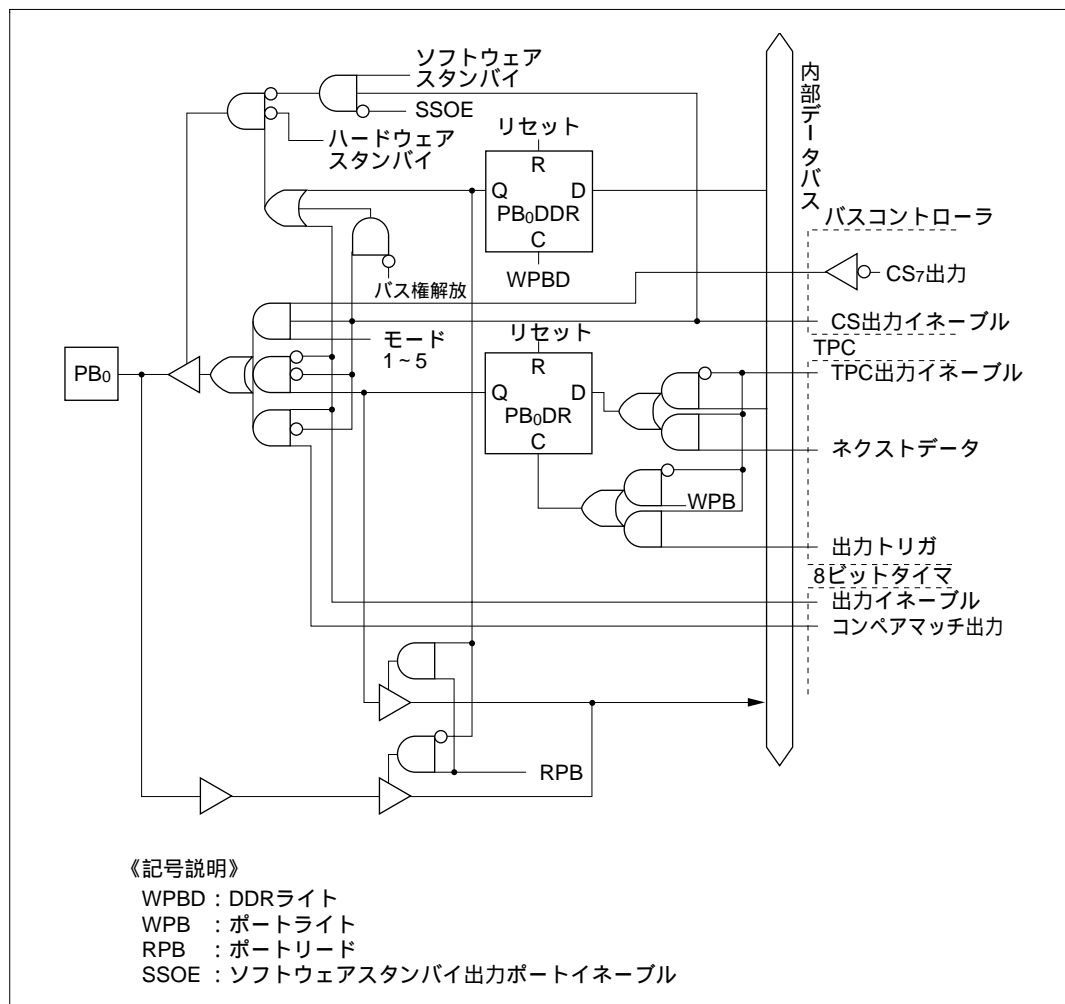 ソフトウェア
スタンバイ
SSOE
ハードウェア
スタンバイ
リセット
R
Q D
PB₀DDR
C
WPBD
内部データバス
バスコントローラ
CS₇出力
バス権解放
CS出力イネーブル
モード
1~5
リセット
TPC
TPC出力イネーブル
PB₀
R
Q D
PB₀DR
C
ネクストデータ
WPB
出力トリガ
8ビットタイマ
出力イネーブル
コンペアマッチ出力
RPB
《記号説明》
WPBD:DDRライト
WPB :ポートライト
RPB :ポートリード
SSOE :ソフトウェアスタンバイ出力ポートイネーブル